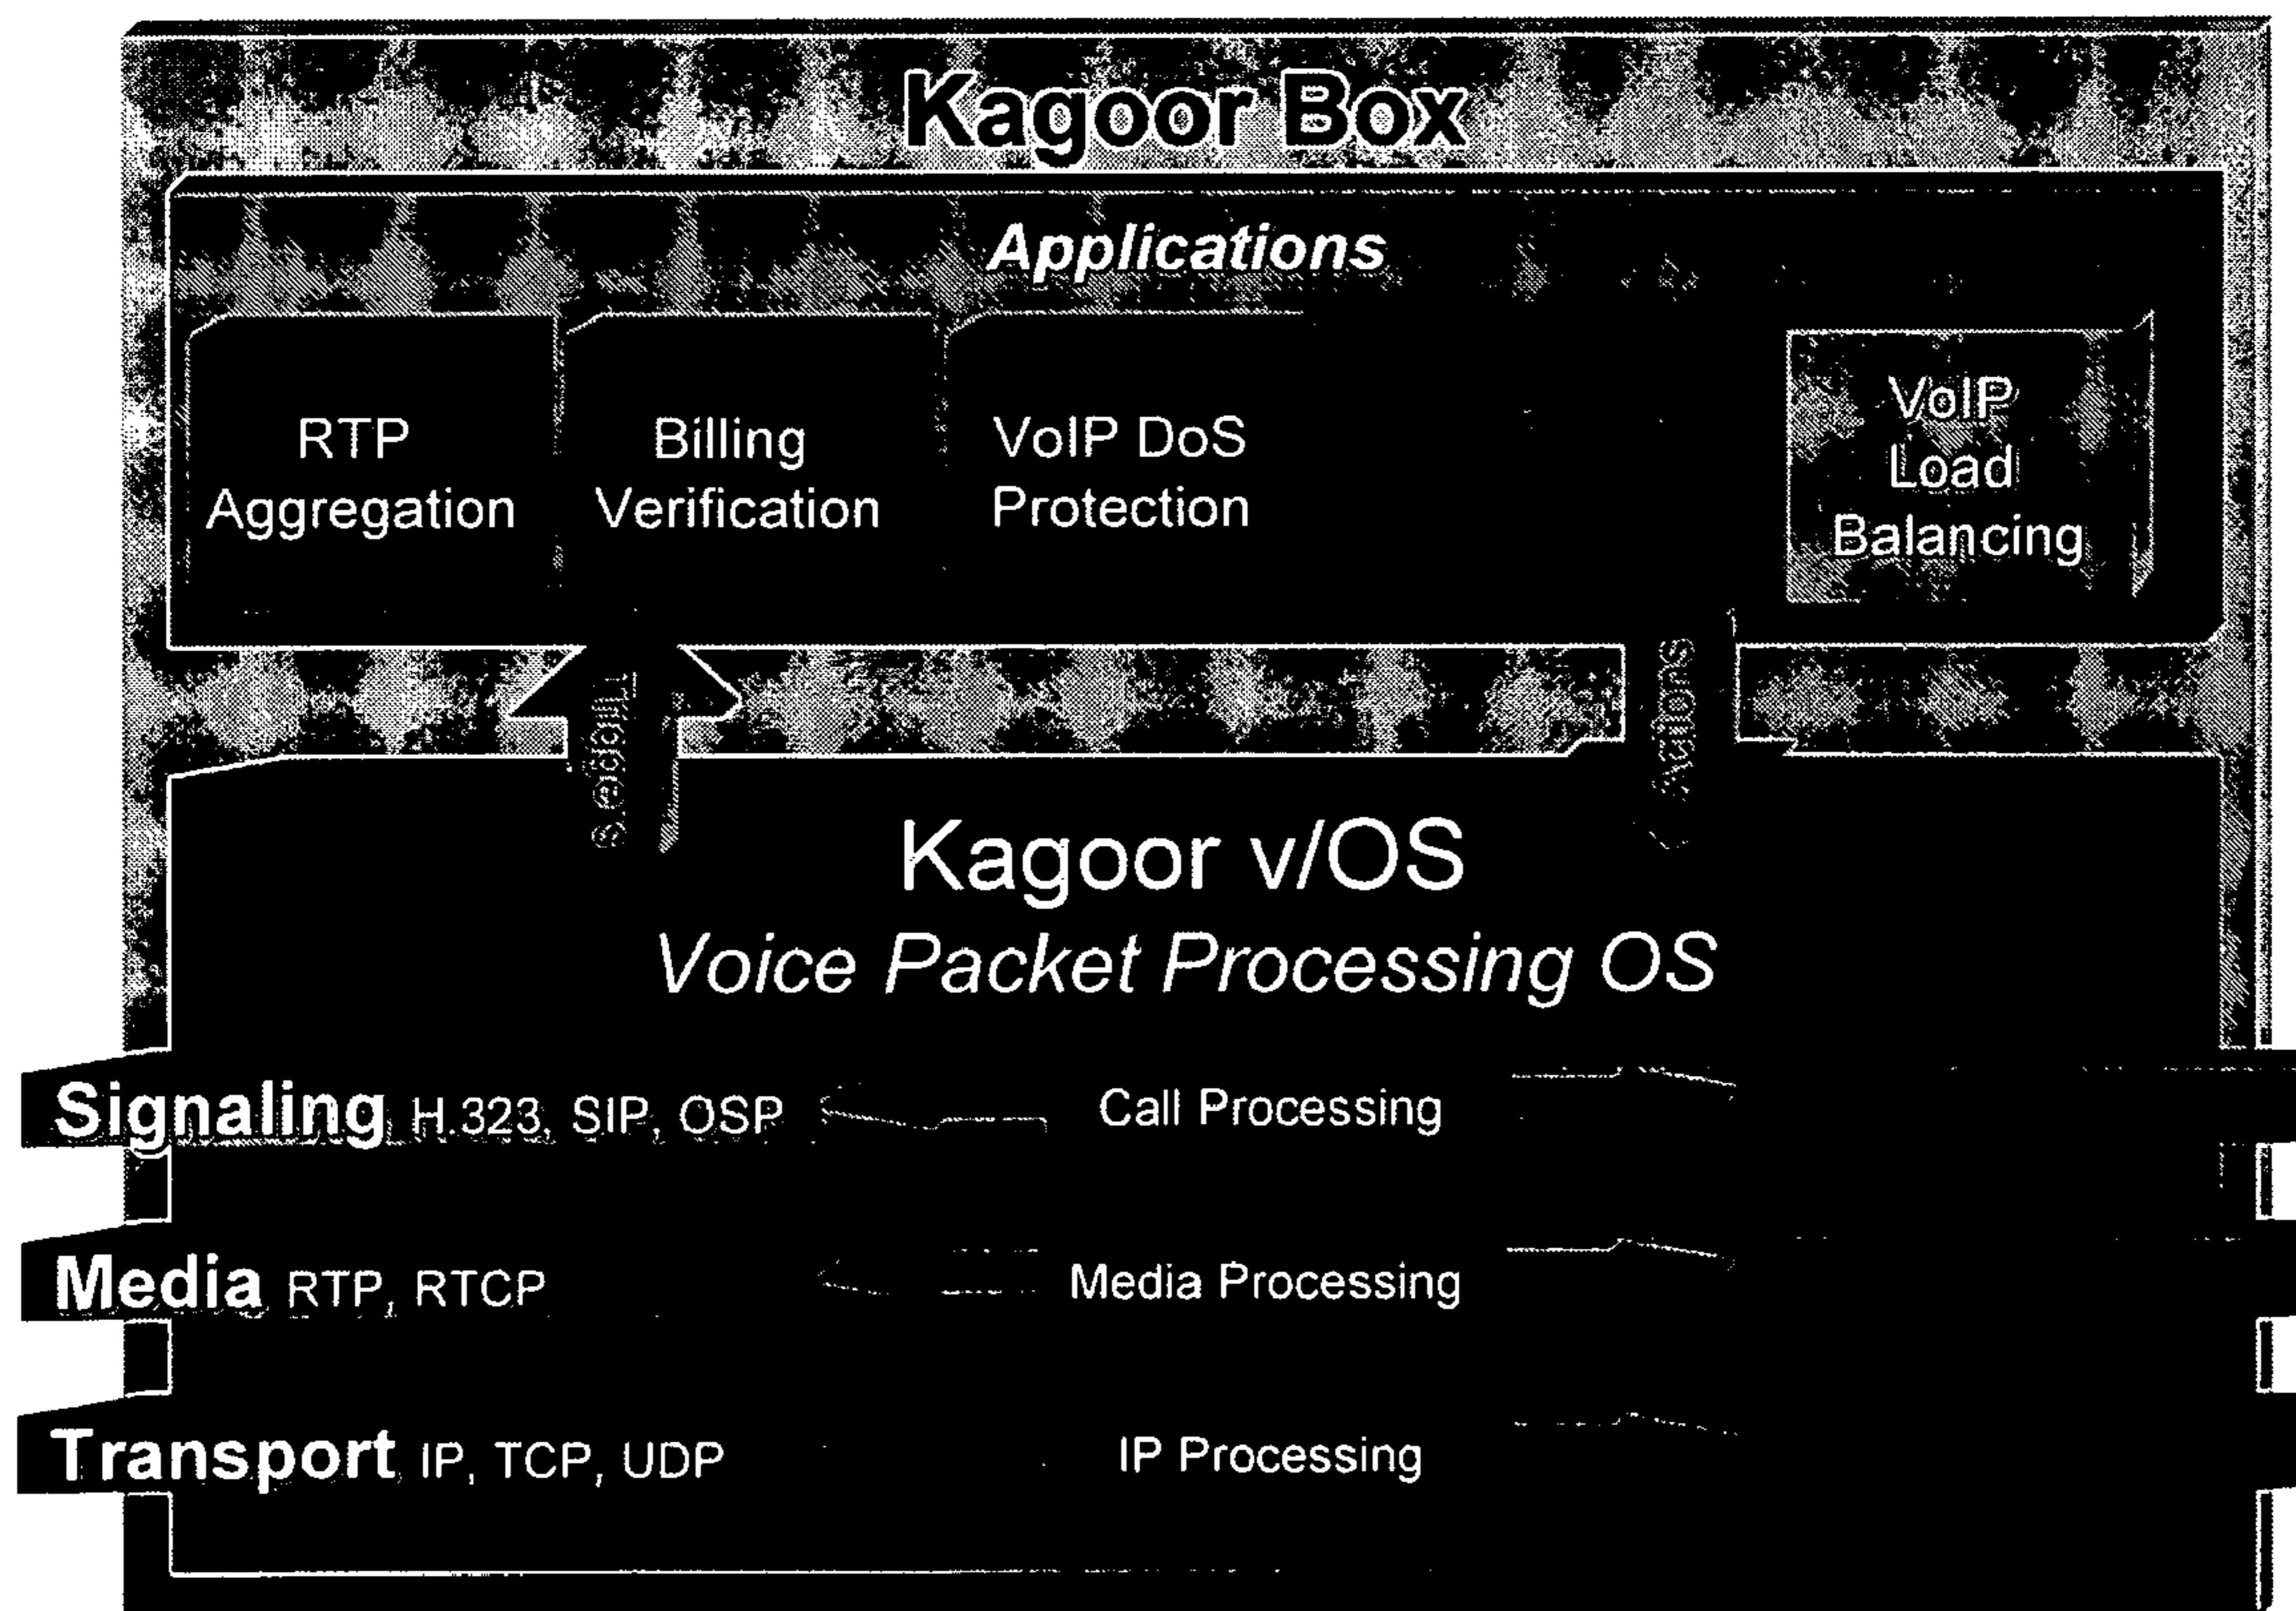 Kagoor Box
Applications
RTP
Aggregation
Billing
Verification
VoIP DoS
Protection
VoIP
Load
Balancing
Actions
Kagoor v/OS
Voice Packet Processing OS
Signaling H.323, SIP, OSP
Call Processing
Media RTP, RTCP
Media Processing
Transport IP, TCP, UDP
IP Processing